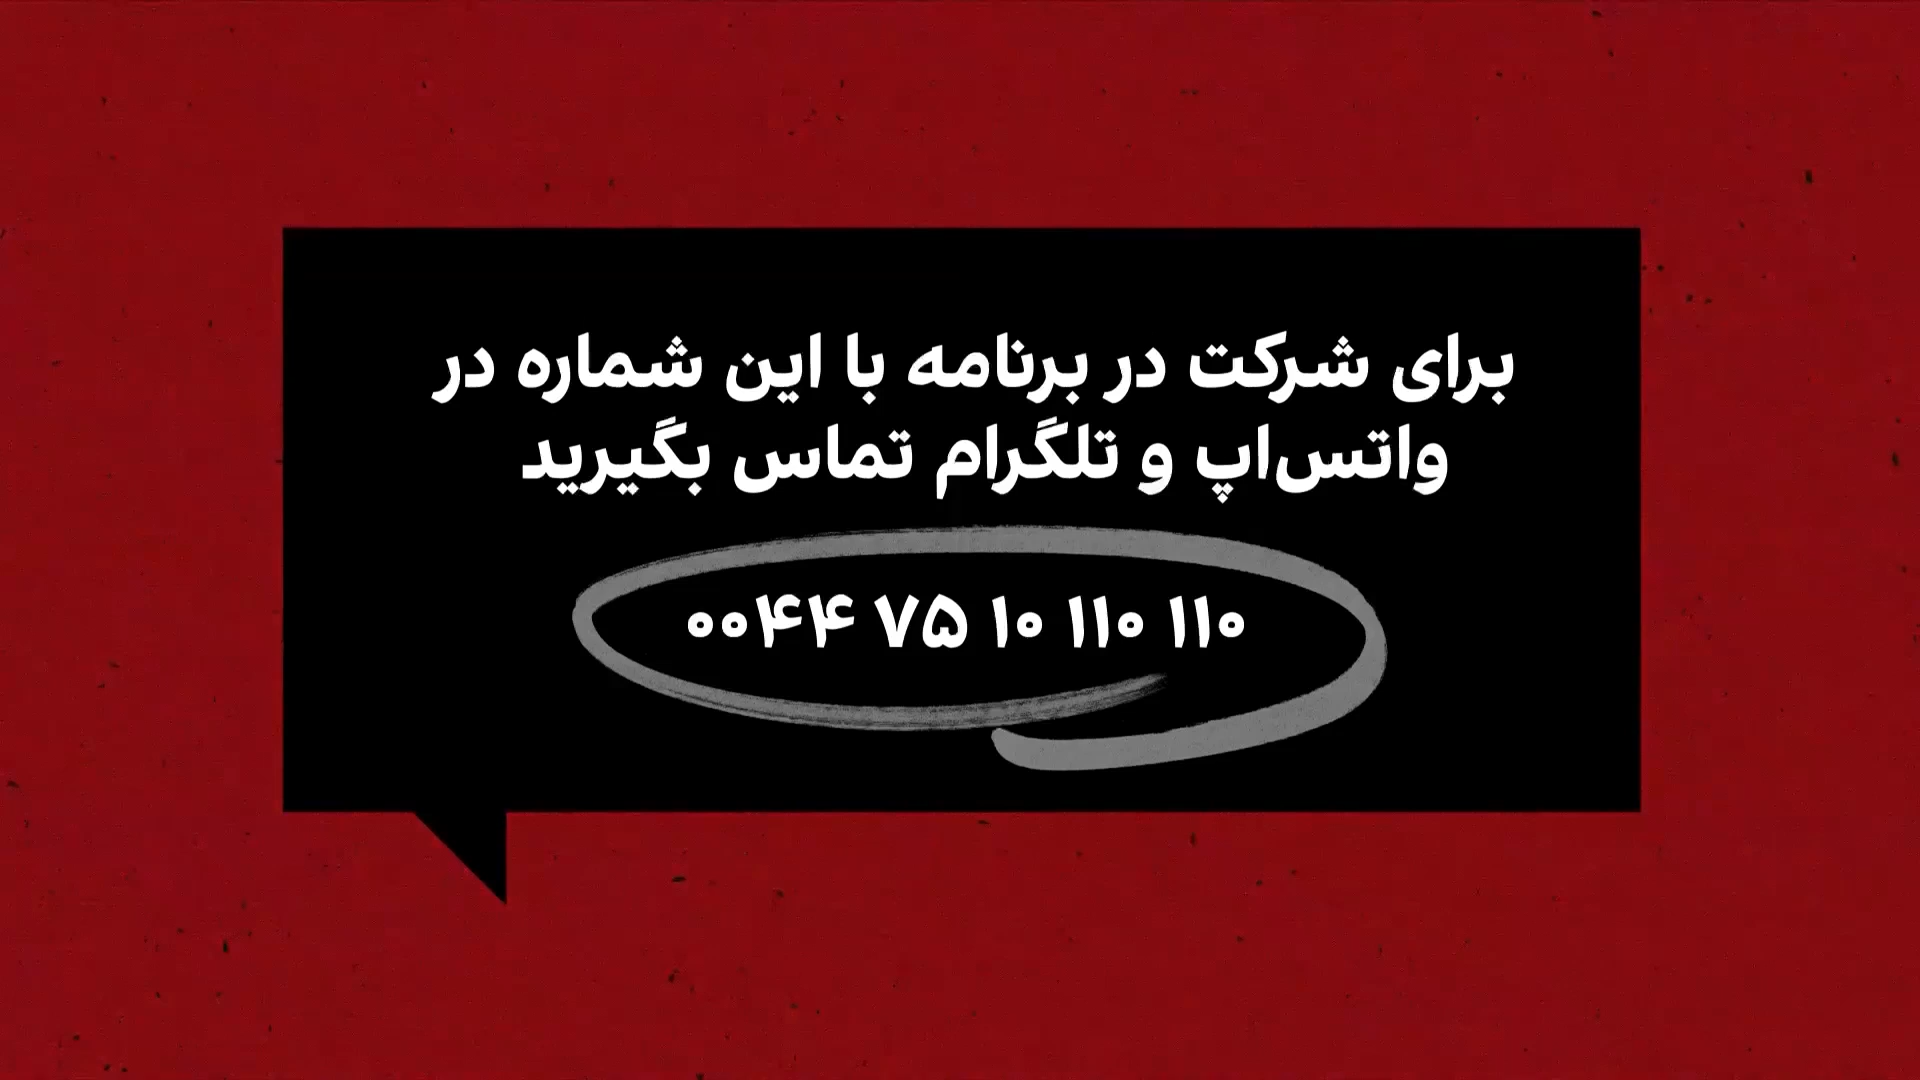 برای شرکت در برنامه با این شماره در
واتس‌اپ و تلگرام تماس بگیرید
۰۰۴۴ ۷۵ ۱۰ ۱۱۰ ۱۱۰